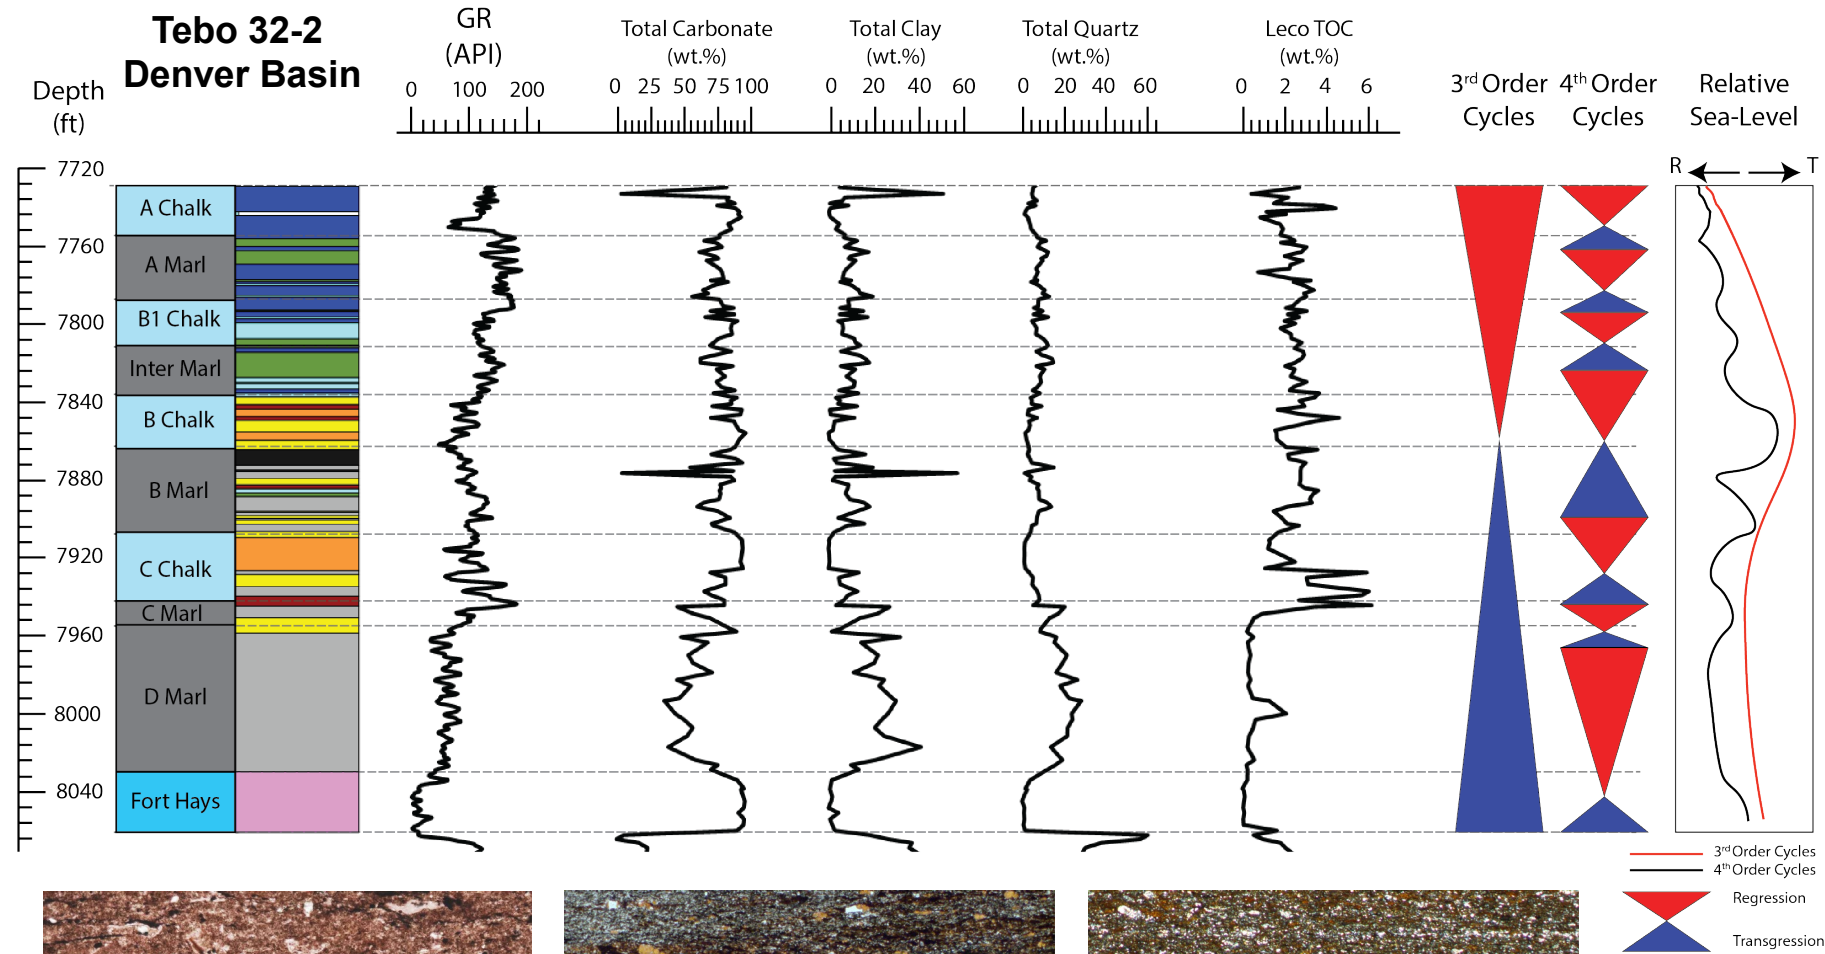 Tebo 32-2
Denver Basin
Depth
(ft)
GR
(API)
0 100 200
Total Carbonate
(wt.%)
0 25 50 75 100
Total Clay
(wt.%)
0 20 40 60
Total Quartz
(wt.%)
0 20 40 60
Leco TOC
(wt.%)
0 2 4 6
3rd Order
Cycles
4th Order
Cycles
Relative
Sea-Level
R T
7720
7760
7800
7840
7880
7920
7960
8000
8040
A Chalk
A Marl
B1 Chalk
Inter Marl
B Chalk
B Marl
C Chalk
C Marl
D Marl
Fort Hays
3rd Order Cycles
4th Order Cycles
Regression
Transgression